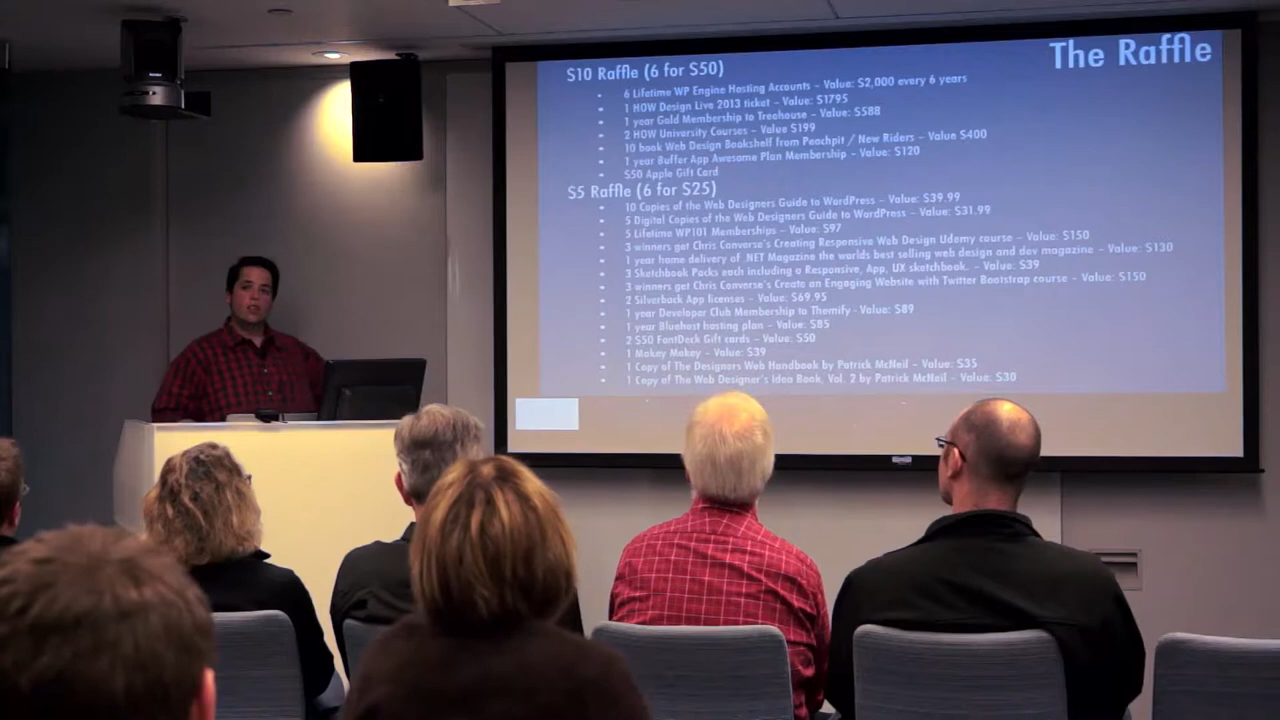 The Raffle
$10 Raffle (6 for $50)
• 6 Lifetime WP Engine Hosting Accounts – Value: $2,000 every 6 years
• 1 HOW Design Live 2013 ticket – Value: $1795
• 1 year Gold Membership to Treehouse – Value: $588
• 2 HOW University Courses – Value $199
• 10 book Web Design Bookshelf from Peachpit / New Riders – Value $400
• 1 year Buffer App Awesome Plan Membership – Value: $120
• $50 Apple Gift Card
$5 Raffle (6 for $25)
• 10 Copies of the Web Designers Guide to WordPress – Value: $39.99
• 5 Digital Copies of the Web Designers Guide to WordPress – Value: $31.99
• 5 Lifetime WP101 Memberships – Value: $97
• 3 winners get Chris Converse's Creating Responsive Web Design Udemy course – Value: $150
• 1 year home delivery of .NET Magazine the worlds best selling web design and dev magazine – Value: $130
• 3 Sketchbook Packs each including a Responsive, App, UX sketchbook. – Value: $39
• 3 winners get Chris Converse's Create an Engaging Website with Twitter Bootstrap course – Value: $150
• 2 Silverback App licenses – Value: $69.95
• 1 year Developer Club Membership to Themify - Value: $89
• 1 year Bluehost hosting plan – Value: $85
• 2 $50 FontDeck Gift cards – Value: $50
• 1 Makey Makey – Value: $39
• 1 Copy of The Designers Web Handbook by Patrick McNeil – Value: $35
• 1 Copy of The Web Designer's Idea Book, Vol. 2 by Patrick McNeil – Value: $30